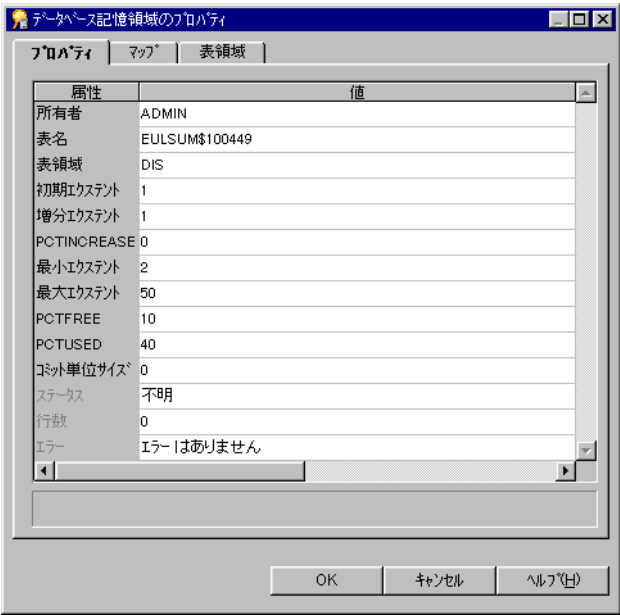 ﾃﾞｰﾀﾍﾞｰｽ記憶領域のﾌﾟﾛﾊﾟﾃｨ
ﾌﾟﾛﾊﾟﾃｨ ﾏｯﾌﾟ 表領域
属性 値
所有者 ADMIN
表名 EULSUM$100449
表領域 DIS
初期ｴｸｽﾃﾝﾄ 1
増分ｴｸｽﾃﾝﾄ 1
PCTINCREASE 0
最小ｴｸｽﾃﾝﾄ 2
最大ｴｸｽﾃﾝﾄ 50
PCTFREE 10
PCTUSED 40
ｺﾐｯﾄ単位ｻｲｽﾞ 0
ｽﾃｰﾀｽ 不明
行数 0
ｴﾗｰ ｴﾗｰはありません
OK ｷｬﾝｾﾙ ﾍﾙﾌﾟ(H)